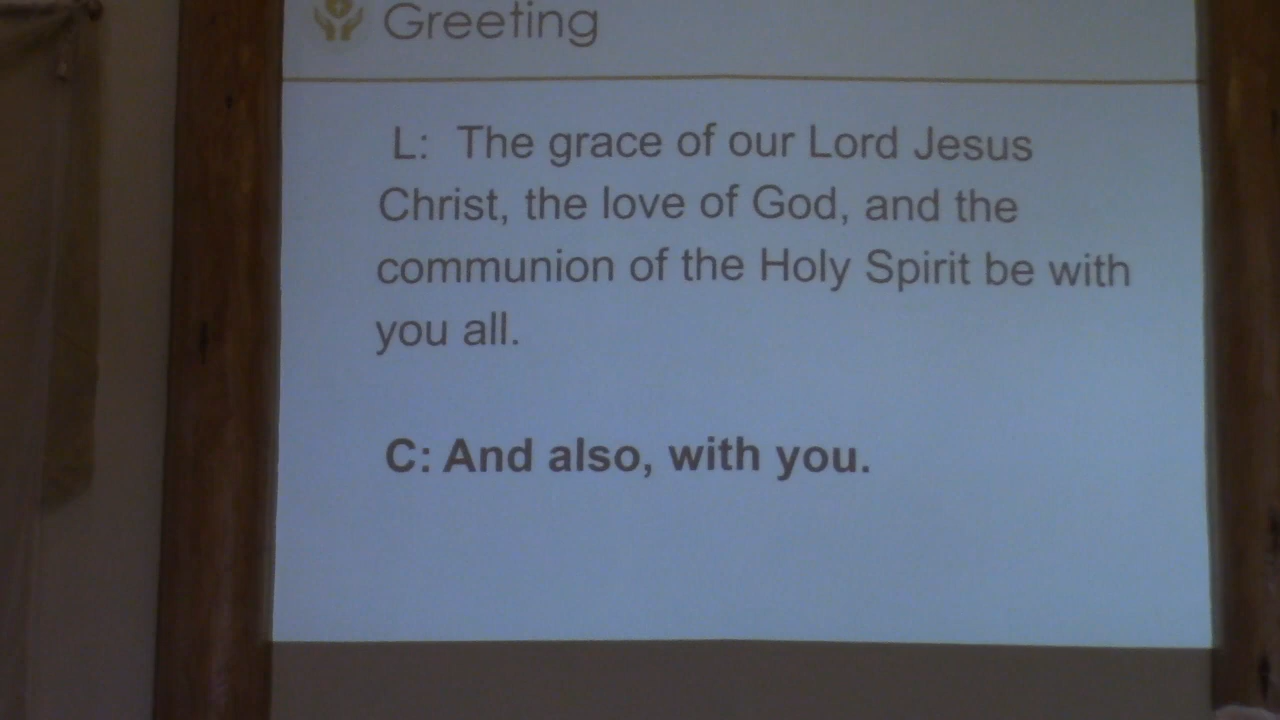 Greeting
L: The grace of our Lord Jesus
Christ, the love of God, and the
communion of the Holy Spirit be with
you all.
C: And also, with you.